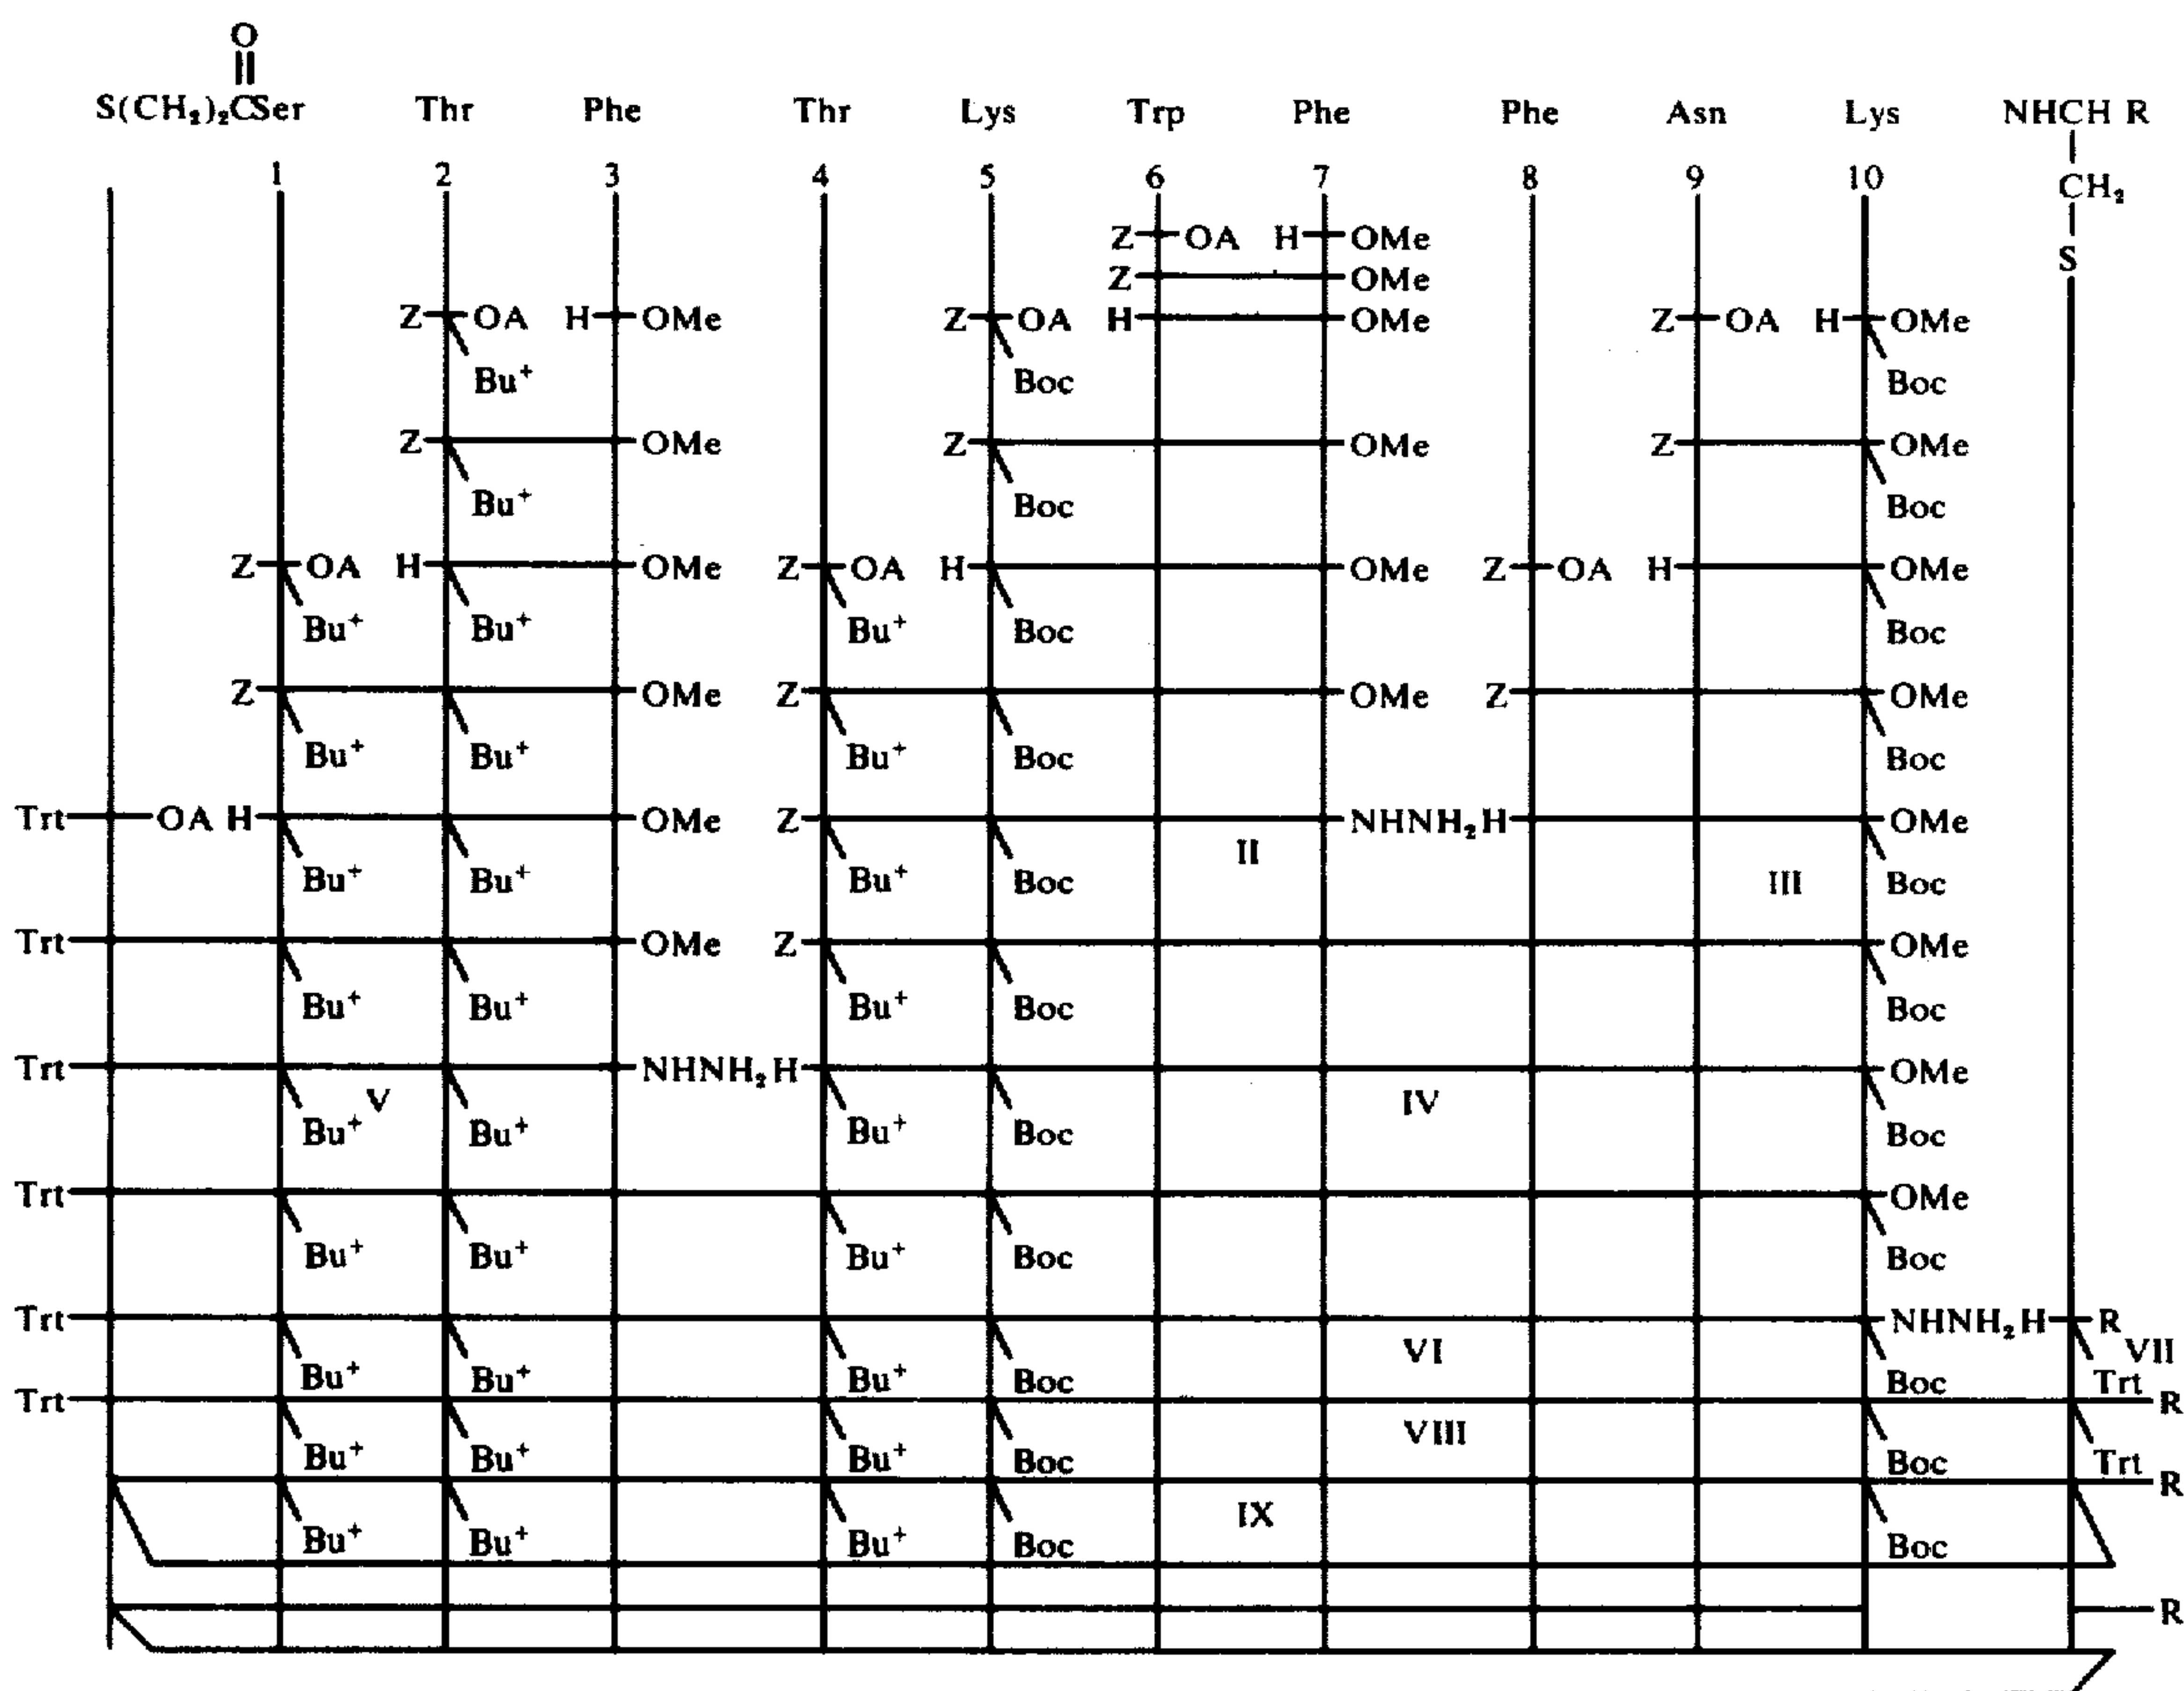 O
S(CH₂)₂CSer Thr Phe Thr Lys Trp Phe Phe Asn Lys NHCH R
1 2 3 4 5 6 7 8 9 10 CH₂
Z OA H OMe
S
Z OMe
Z OA H OMe Z OA H OMe Z OA H OMe
Bu⁺ Boc Boc
Z OMe Z OMe Z OMe
Bu⁺ Boc Boc
Z OA H OMe Z OA H OMe Z OA H OMe
Bu⁺ Bu⁺ Bu⁺ Boc Boc
Z OMe Z OMe Z OMe
Bu⁺ Bu⁺ Bu⁺ Boc Boc
Trt OA H OMe Z NHNH₂ H OMe
II
Bu⁺ Bu⁺ Bu⁺ Boc III Boc
Trt OMe Z OMe
Bu⁺ Bu⁺ Bu⁺ Boc Boc
Trt NHNH₂ H OMe
V IV
Bu⁺ Bu⁺ Bu⁺ Boc Boc
Trt OMe
Bu⁺ Bu⁺ Bu⁺ Boc Boc
Trt NHNH₂ H R
VI VII
Bu⁺ Bu⁺ Bu⁺ Boc Boc Trt
Trt R
VIII
Bu⁺ Bu⁺ Bu⁺ Boc Boc Trt
R
IX
Bu⁺ Bu⁺ Bu⁺ Boc Boc
R